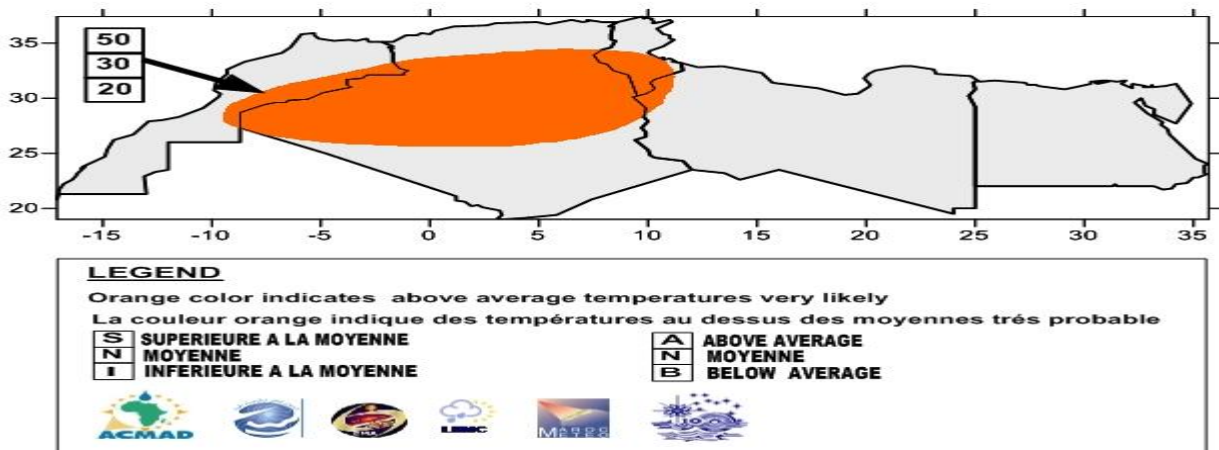 50
30
20
35
30
25
20
-15 -10 -5 0 5 10 15 20 25 30 35
LEGEND
Orange color indicates above average temperatures very likely
La couleur orange indique des températures au dessus des moyennes trés probable
S SUPERIEURE A LA MOYENNE
N MOYENNE
I INFERIEURE A LA MOYENNE
A ABOVE AVERAGE
N MOYENNE
B BELOW AVERAGE
ACMAD
MAROC
METEO